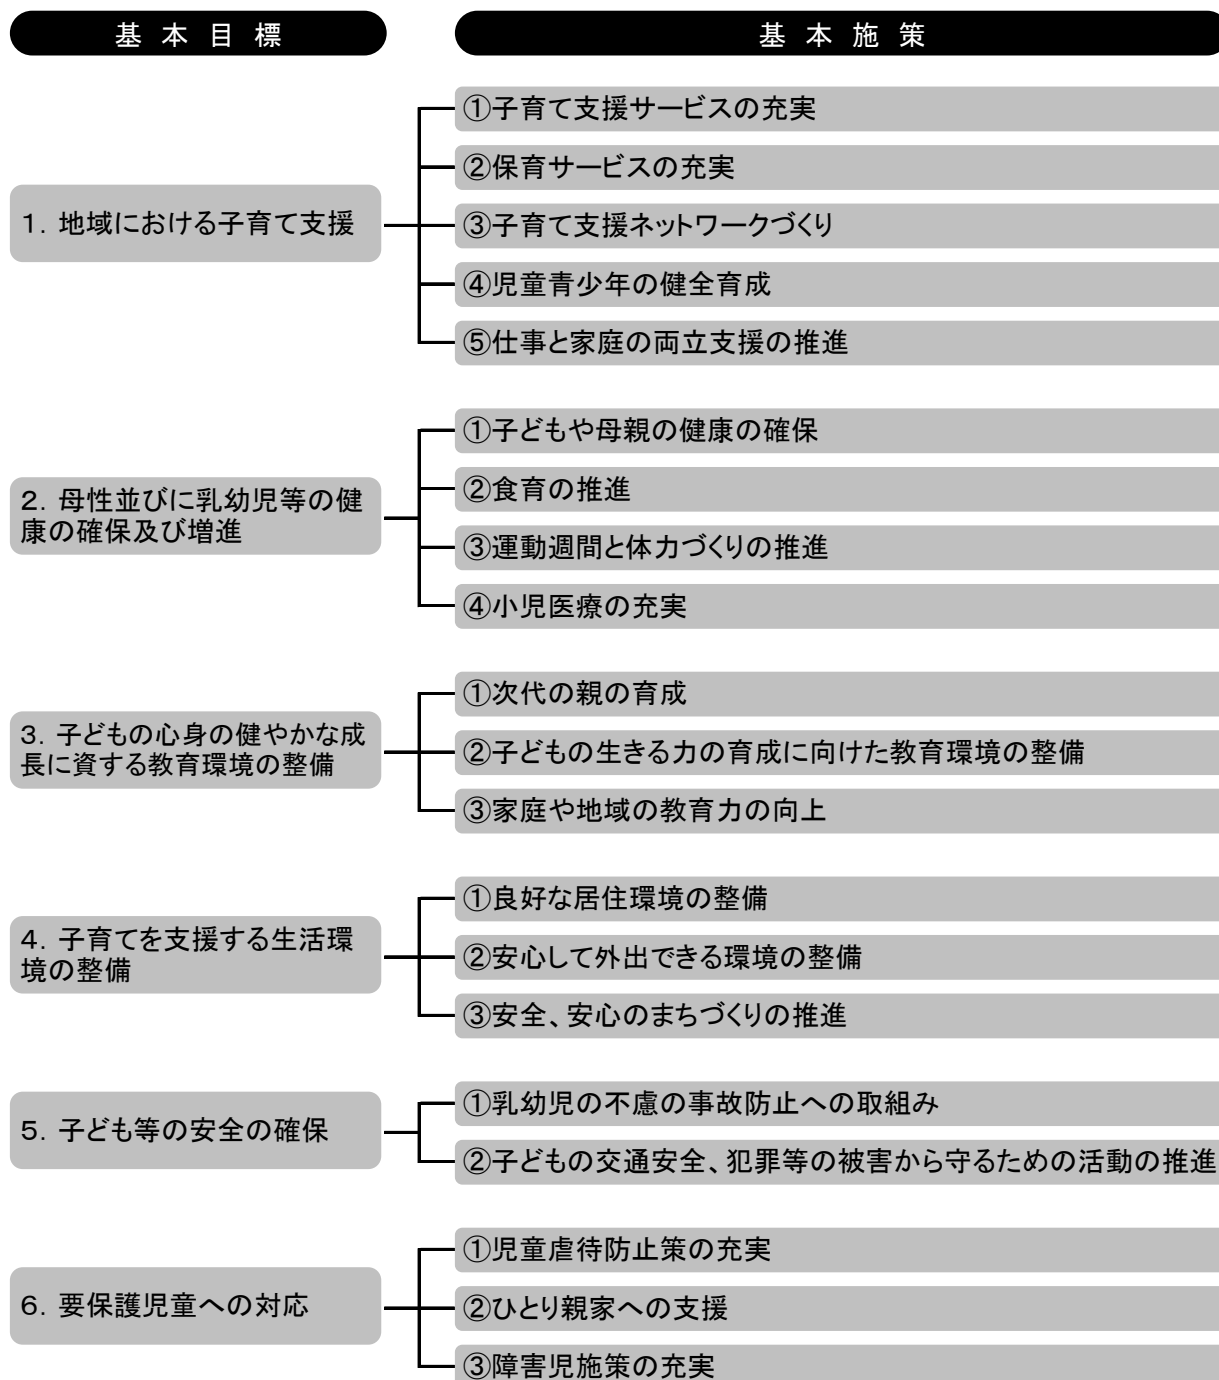 基本目標
基本施策
1．地域における子育て支援
①子育て支援サービスの充実
②保育サービスの充実
③子育て支援ネットワークづくり
④児童青少年の健全育成
⑤仕事と家庭の両立支援の推進
2．母性並びに乳幼児等の健
康の確保及び増進
①子どもや母親の健康の確保
②食育の推進
③運動週間と体力づくりの推進
④小児医療の充実
3．子どもの心身の健やかな成
長に資する教育環境の整備
①次代の親の育成
②子どもの生きる力の育成に向けた教育環境の整備
③家庭や地域の教育力の向上
4．子育てを支援する生活環
境の整備
①良好な居住環境の整備
②安心して外出できる環境の整備
③安全、安心のまちづくりの推進
5．子ども等の安全の確保
①乳幼児の不慮の事故防止への取組み
②子どもの交通安全、犯罪等の被害から守るための活動の推進
6．要保護児童への対応
①児童虐待防止策の充実
②ひとり親家への支援
③障害児施策の充実